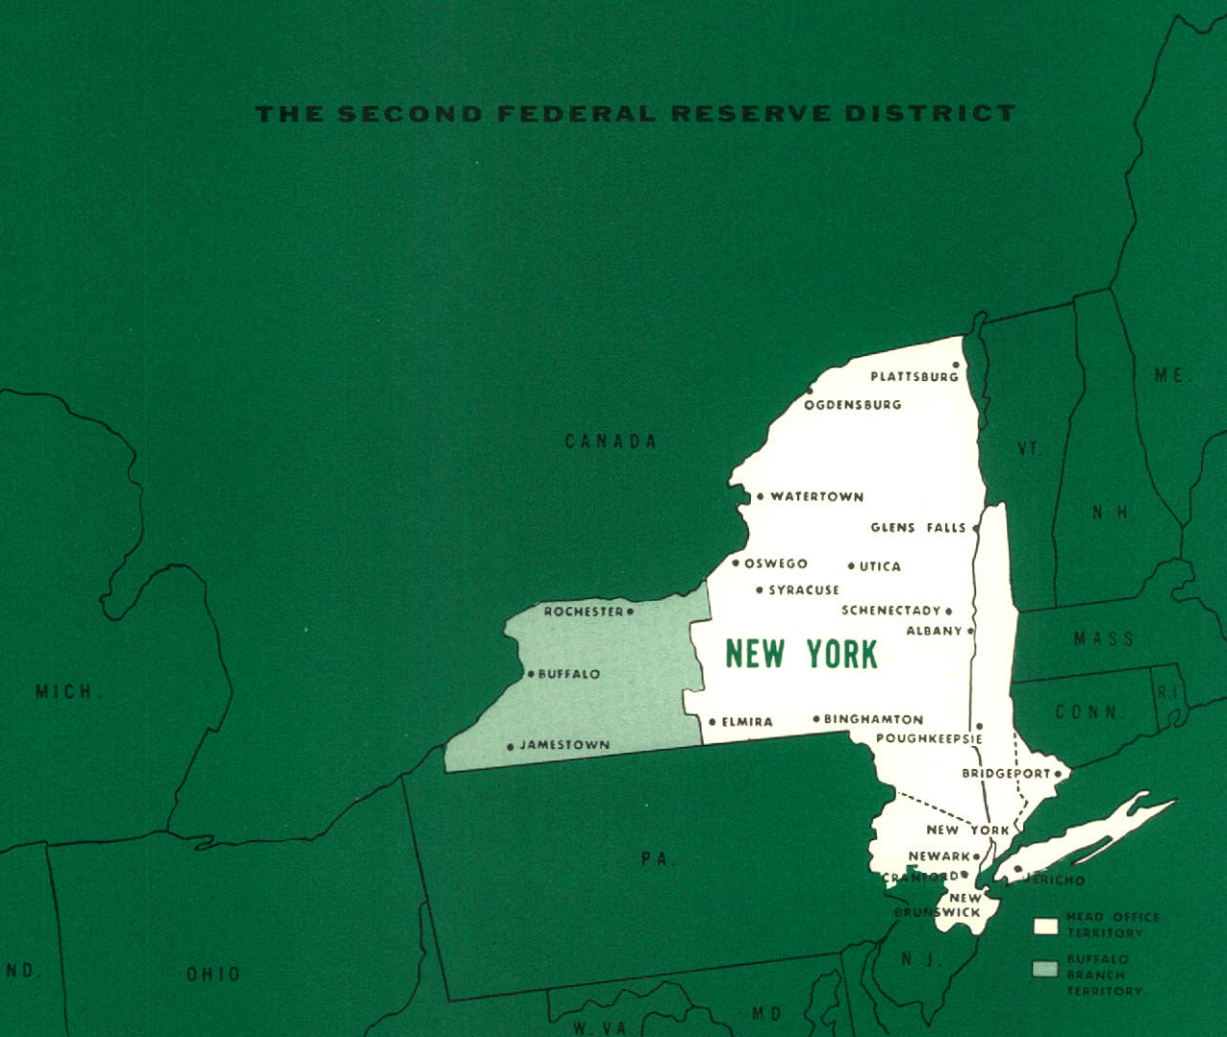 THE SECOND FEDERAL RESERVE DISTRICT
PLATTSBURG
ME.
OGDENSBURG
CANADA
VT.
WATERTOWN
N H.
GLENS FALLS
OSWEGO
UTICA
SYRACUSE
ROCHESTER
SCHENECTADY
ALBANY
MASS
NEW YORK
BUFFALO
MICH.
R.I.
CONN.
ELMIRA
BINGHAMTON
POUGHKEEPSIE
JAMESTOWN
BRIDGEPORT
NEW YORK
PA.
NEWARK
CRANFORD
JERICHO
NEW
BRUNSWICK
HEAD OFFICE
TERRITORY
N J.
BUFFALO
BRANCH
TERRITORY
ND.
OHIO
MD
W. VA